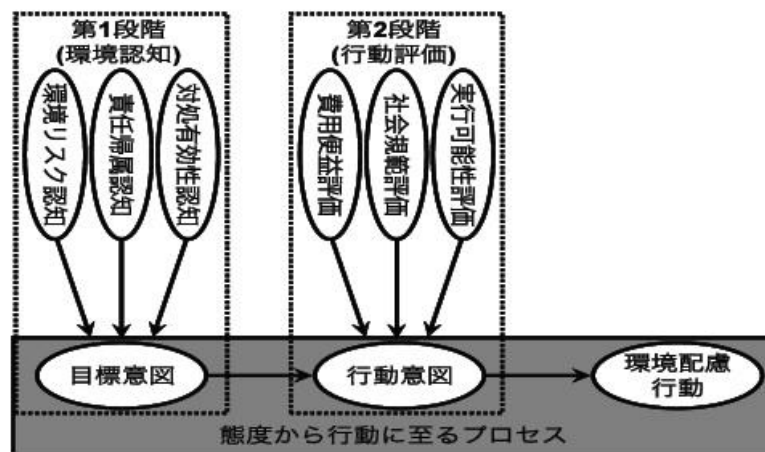 第1段階
(環境認知)
環境リスク認知
責任帰属認知
対処有効性認知
第2段階
(行動評価)
費用便益評価
社会規範評価
実行可能性評価
目標意図
行動意図
環境配慮
行動
態度から行動に至るプロセス